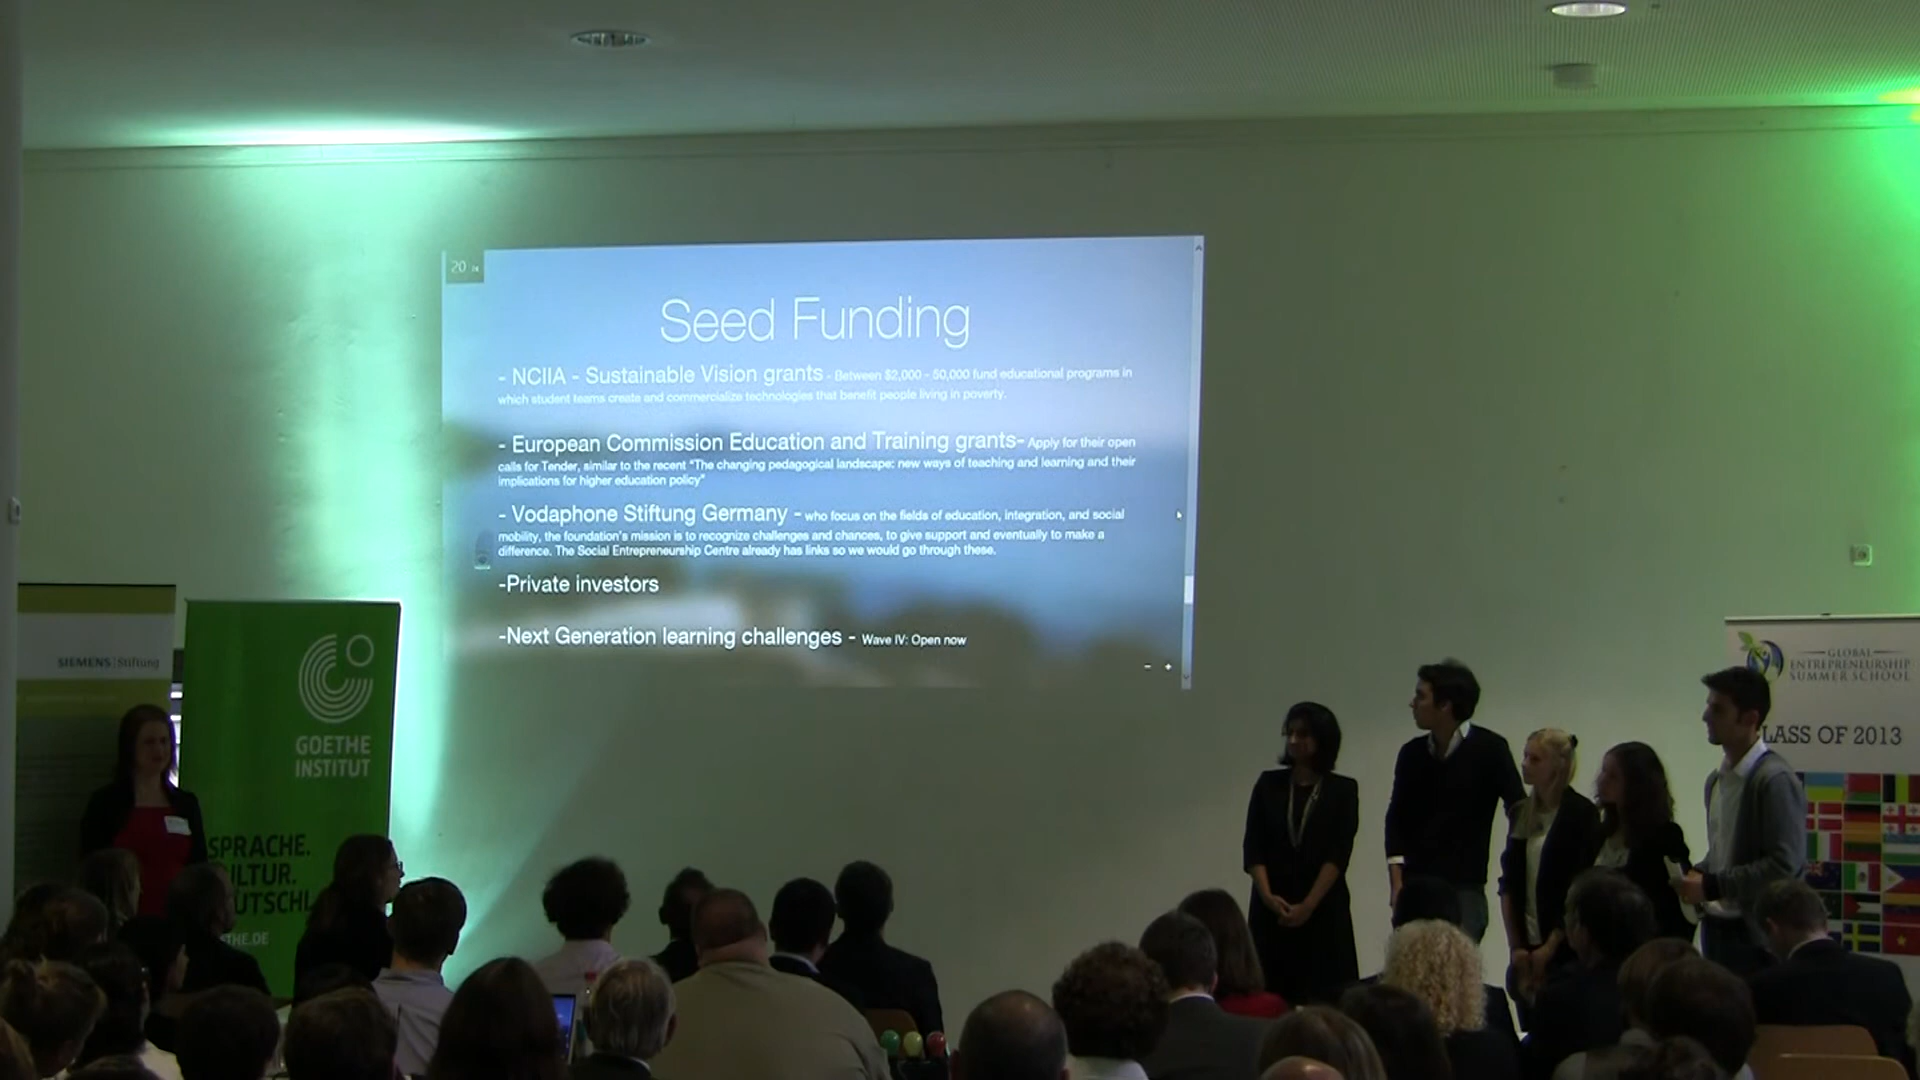 20
Seed Funding
- NCIIA - Sustainable Vision grants - Between $2,000 - 50,000 fund educational programs in
which student teams create and commercialize technologies that benefit people living in poverty.
- European Commission Education and Training grants- Apply for their open
calls for Tender, similar to the recent "The changing pedagogical landscape: new ways of teaching and learning and their
implications for higher education policy"
- Vodaphone Stiftung Germany - who focus on the fields of education, integration, and social
mobility, the foundation's mission is to recognize challenges and chances, to give support and eventually to make a
difference. The Social Entrepreneurship Centre already has links so we would go through these.
-Private investors
-Next Generation learning challenges - Wave IV: Open now
SIEMENS | Stiftung
GOETHE
INSTITUT
SPRACHE.
ULTUR.
EUTSCHL
THE.DE
GLOBAL
ENTREPRENEURSHIP
SUMMER SCHOOL
LASS OF 2013